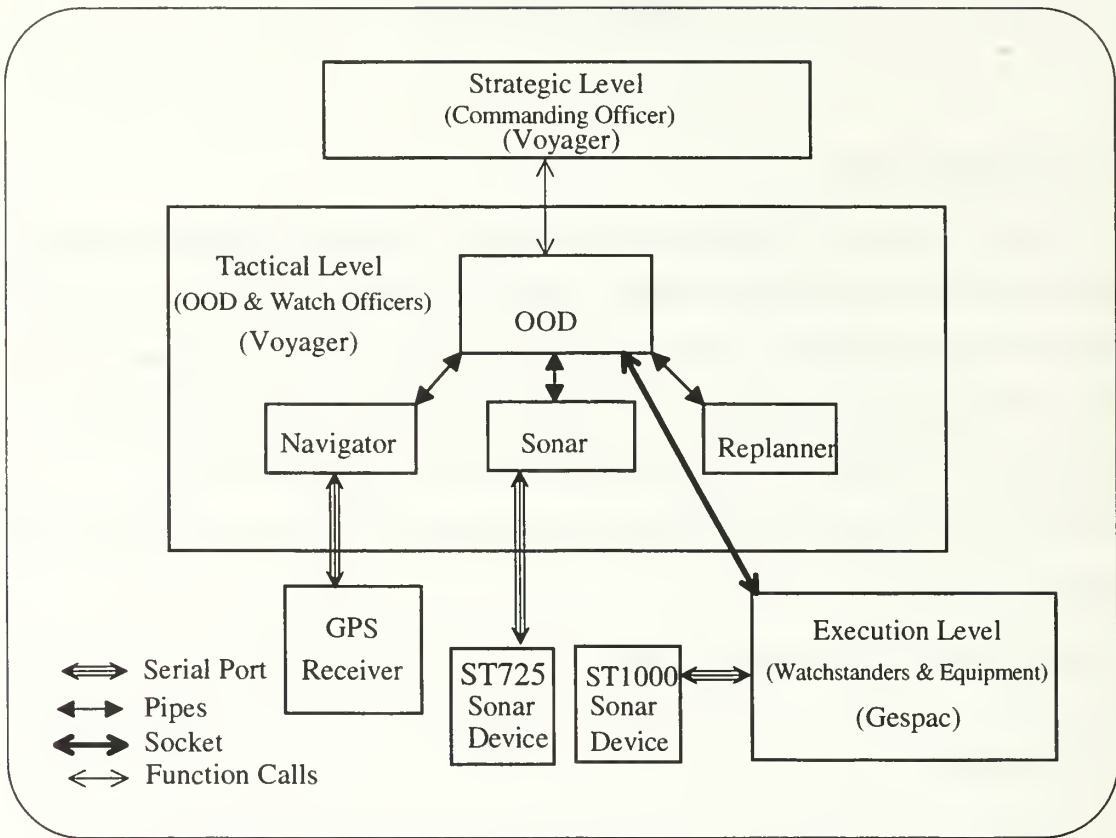 Strategic Level
(Commanding Officer)
(Voyager)
Tactical Level
(OOD & Watch Officers)
(Voyager)
OOD
Navigator
Sonar
Replanner
GPS
Receiver
ST725
Sonar
Device
ST1000
Sonar
Device
Execution Level
(Watchstanders & Equipment)
(Gespac)
Serial Port
Pipes
Socket
Function Calls